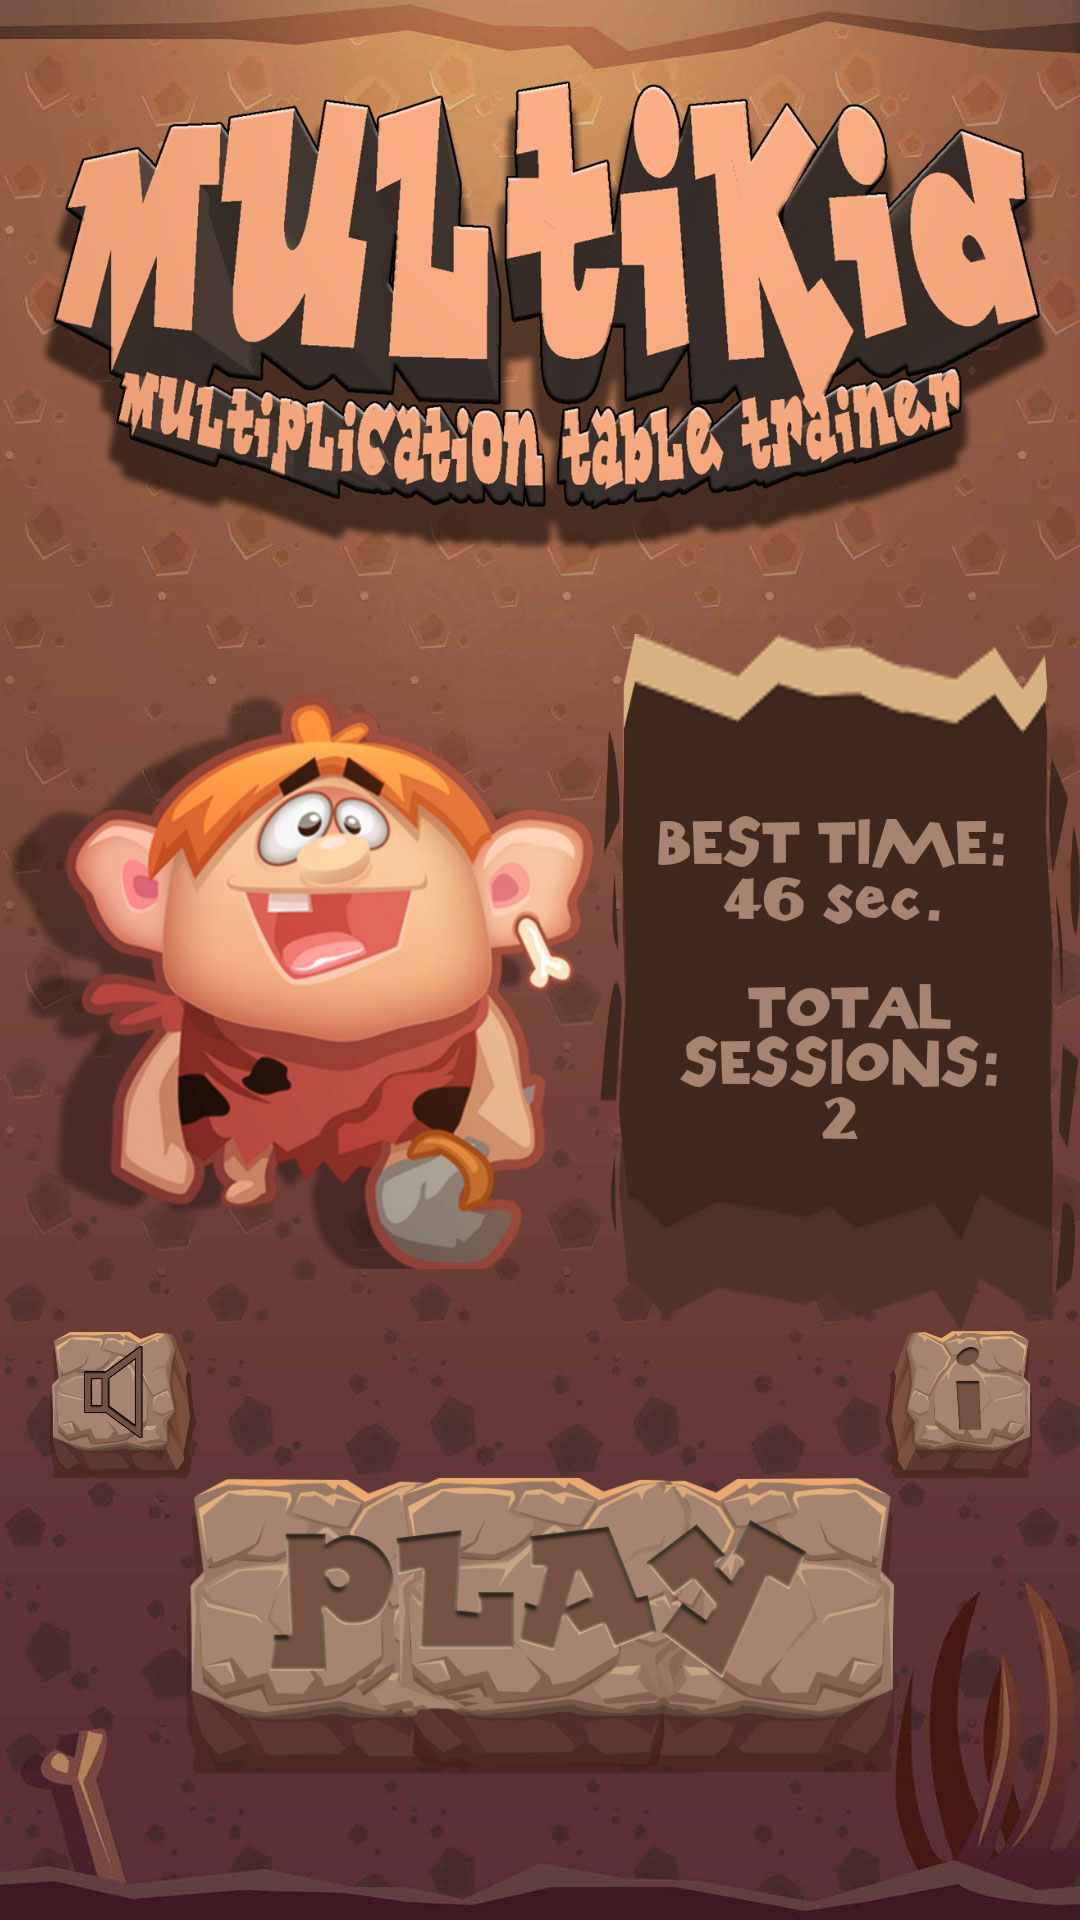 MULtiKid
MULtiPLiCation table trainer
BEST TIME:
46 sec.
TOTAL
SESSIONS:
2
i
PLAY